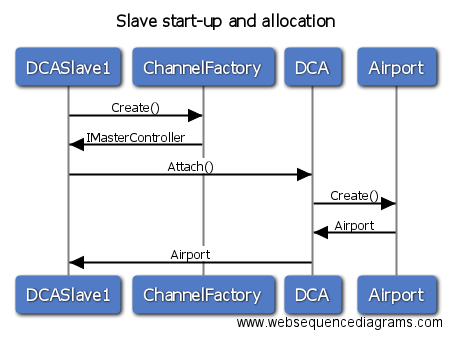 Slave start-up and allocation
DCASlave1 ChannelFactory DCA Airport
Create()
IMasterController
Attach()
Create()
Airport
Airport
DCASlave1 ChannelFactory DCA Airport
www.websequencediagrams.com